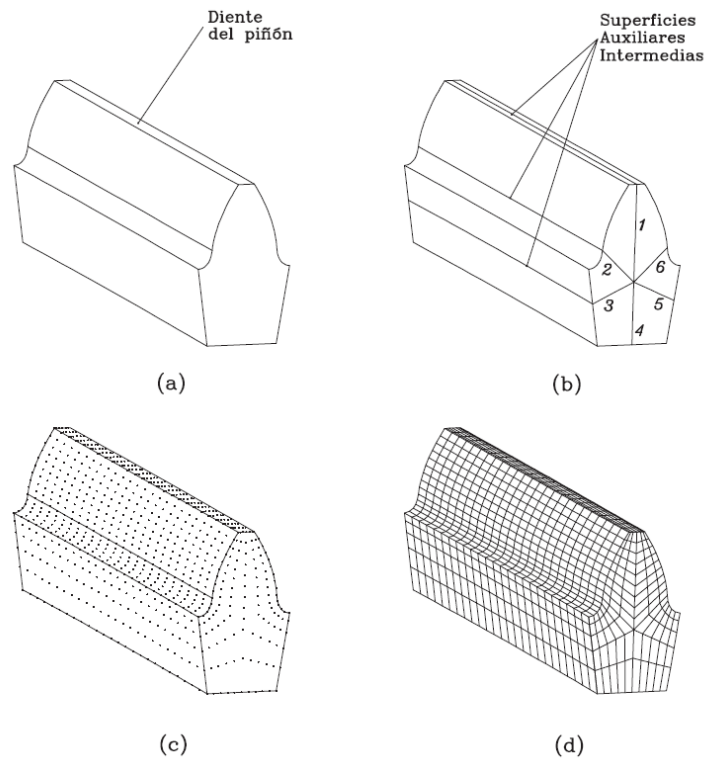 Diente
del piñón
Superficies
Auxiliares
Intermedias
1
2
6
3
5
4
(a)
(b)
(c)
(d)